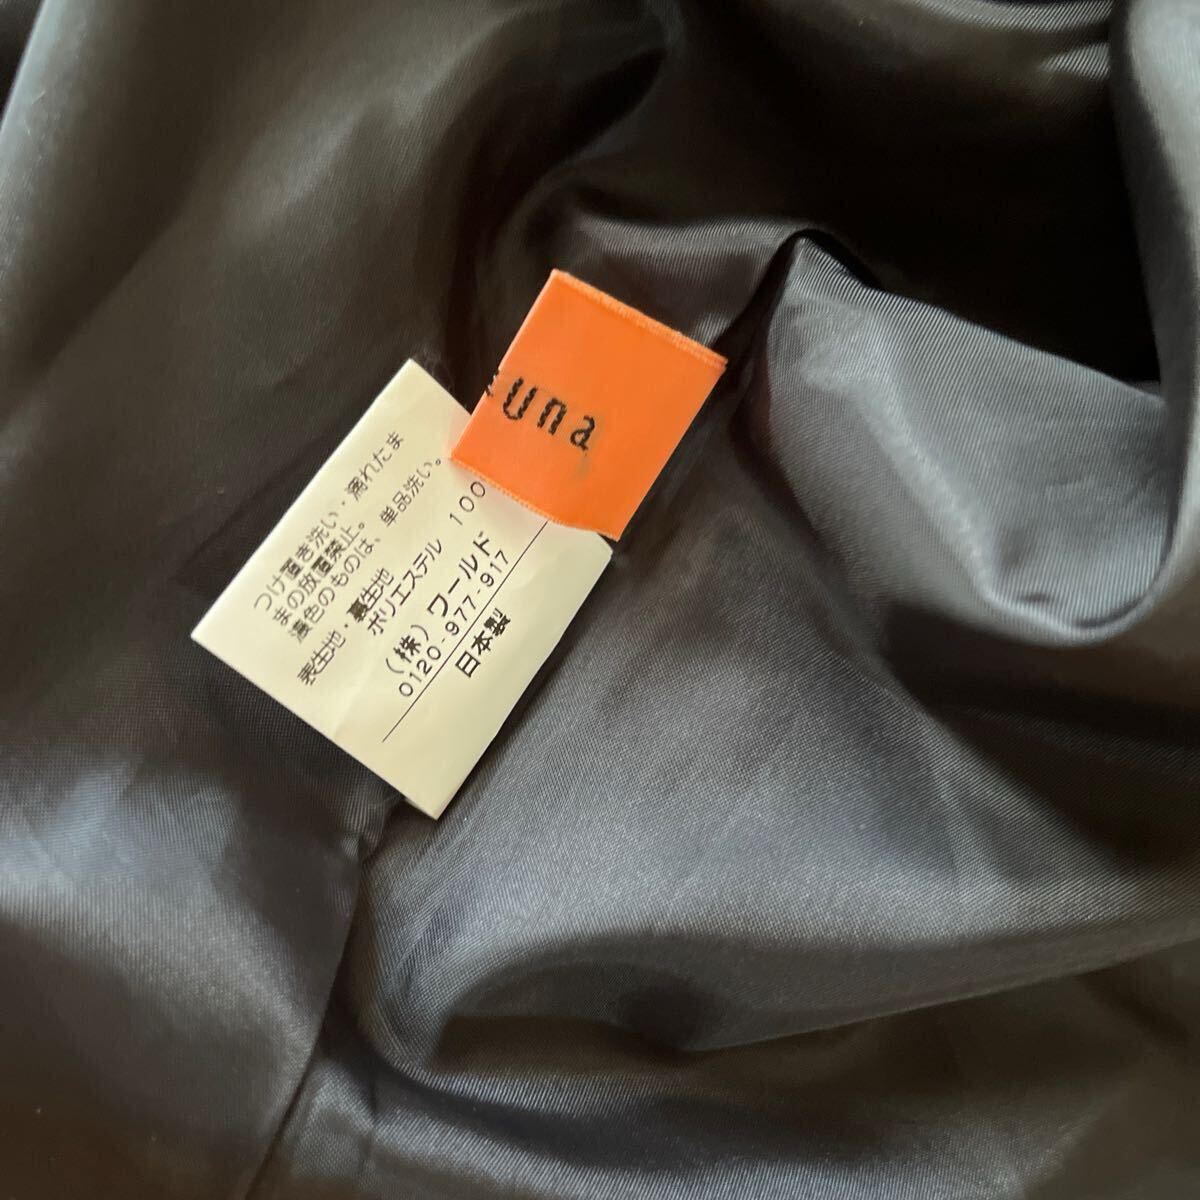 una
つけ置き洗い・濡れたま
まの放置禁止。
濃色のものは、単品洗い。
表生地・裏生地
ポリエステル 100
(株) ワールド
0120-977-917
日本製